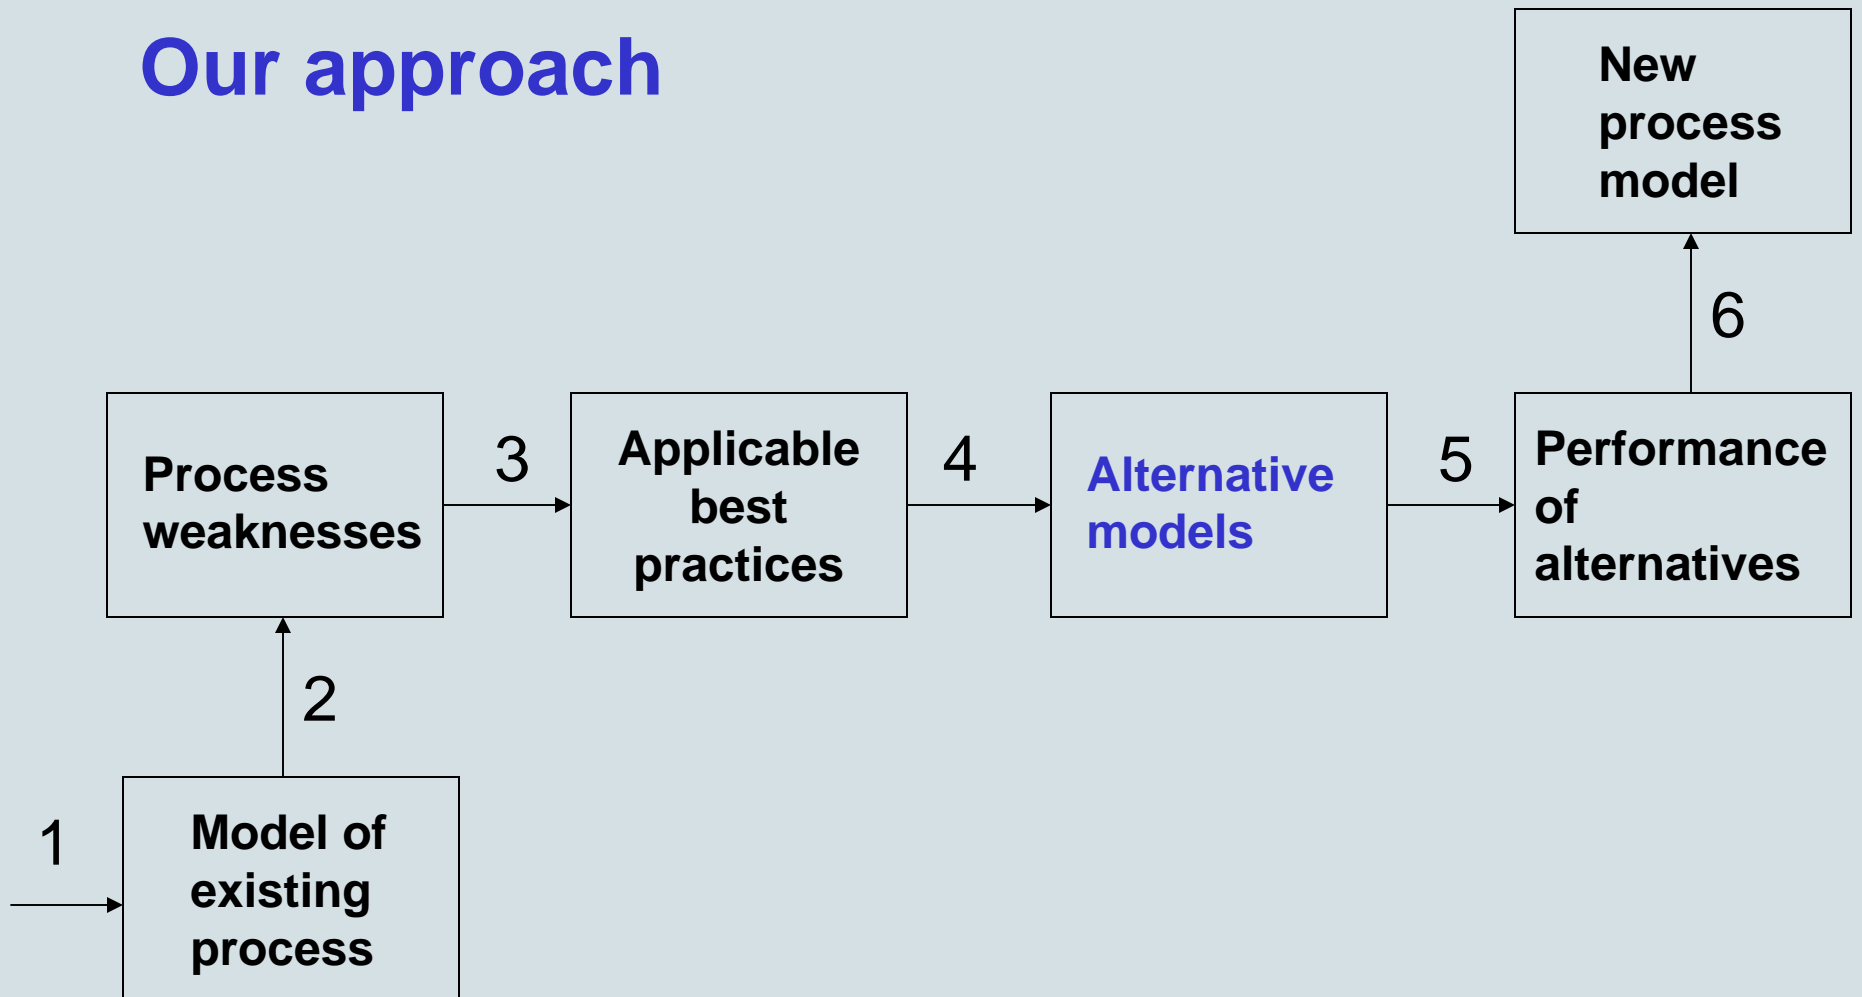 Our approach
New
process
model
6
Process
weaknesses
3
Applicable
best
practices
4
Alternative
models
5
Performance
of
alternatives
2
1
Model of
existing
process